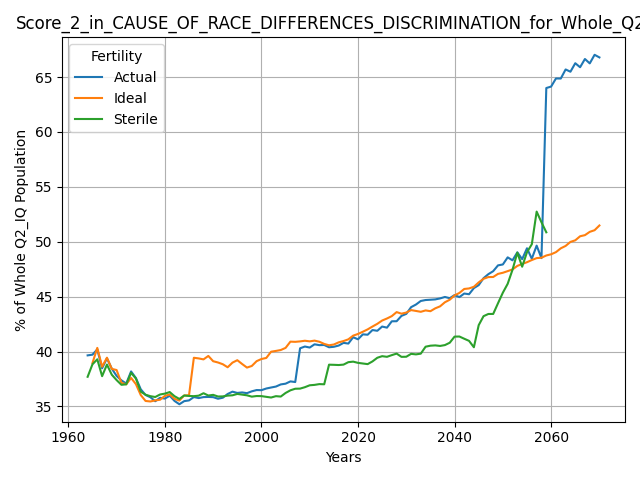 Score_2_in_CAUSE_OF_RACE_DIFFERENCES_DISCRIMINATION_for_Whole_Q2
Fertility
Actual
Ideal
Sterile
65
60
55
50
45
40
35
% of Whole Q2_IQ Population
1960 1980 2000 2020 2040 2060
Years